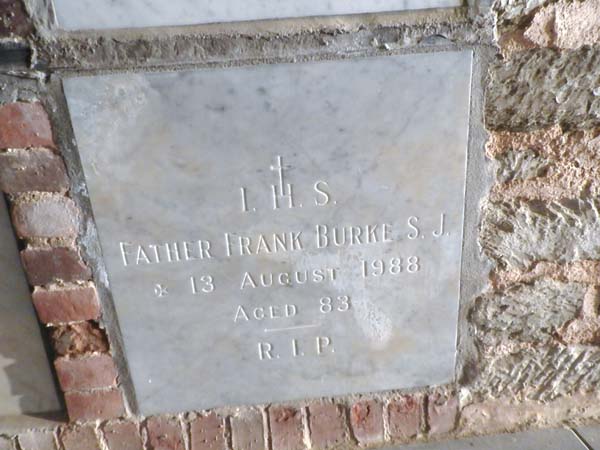 I. H. S.
FATHER FRANK BURKE S. J.
✠ 13 AUGUST 1988
AGED 83
R. I. P.